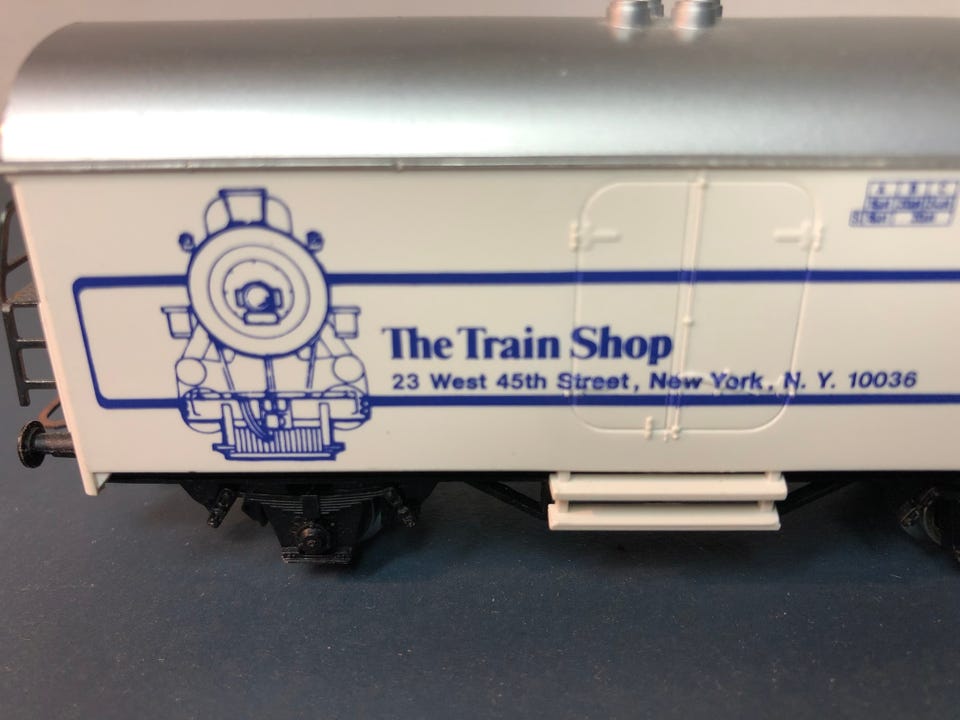 The Train Shop
23 West 45th Street, New York, N. Y. 10036
A B C